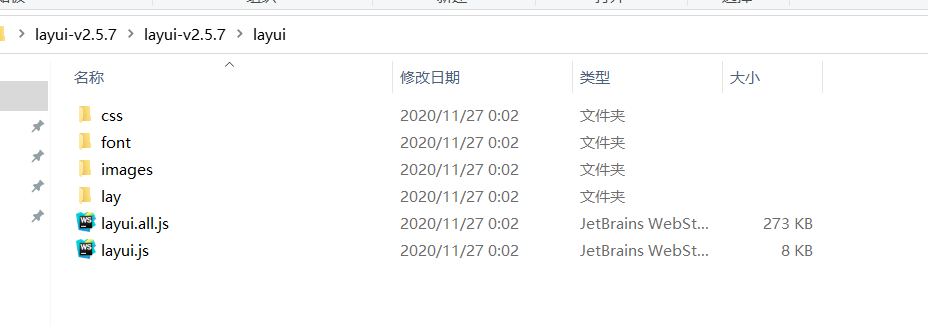 layui-v2.5.7 > layui-v2.5.7 > layui
名称 修改日期 类型 大小
css 2020/11/27 0:02 文件夹
font 2020/11/27 0:02 文件夹
images 2020/11/27 0:02 文件夹
lay 2020/11/27 0:02 文件夹
layui.all.js 2020/11/27 0:02 JetBrains WebSt... 273 KB
layui.js 2020/11/27 0:02 JetBrains WebSt... 8 KB